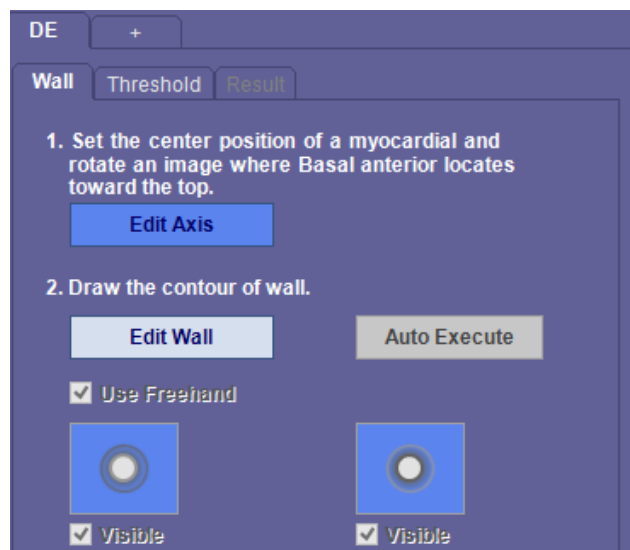 DE +
Wall Threshold Result
1. Set the center position of a myocardial and
rotate an image where Basal anterior locates
toward the top.
Edit Axis
2. Draw the contour of wall.
Edit Wall Auto Execute
Use Freehand
Visible Visible